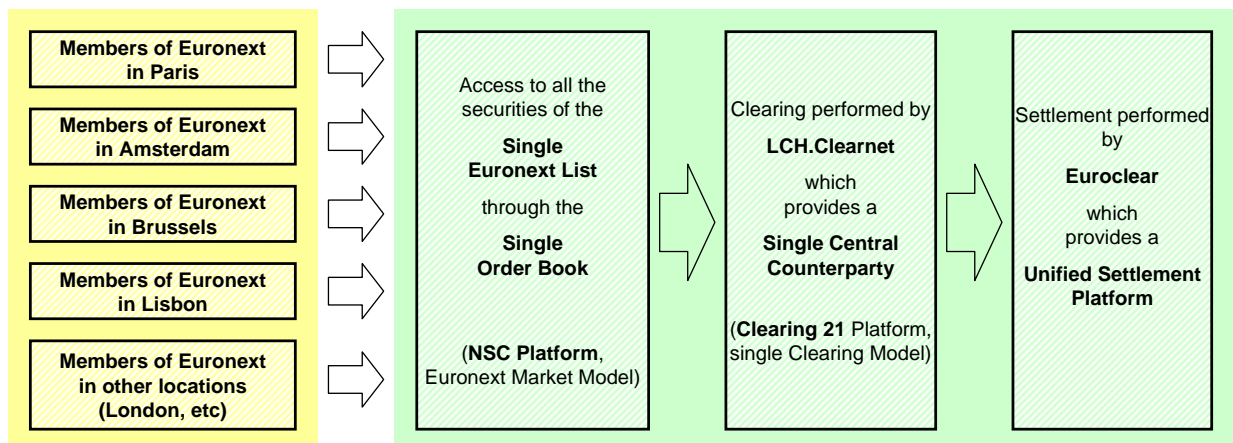 Members of Euronext
in Paris
Members of Euronext
in Amsterdam
Members of Euronext
in Brussels
Members of Euronext
in Lisbon
Members of Euronext
in other locations
(London, etc)
Access to all the
securities of the
Single
Euronext List
through the
Single
Order Book
(NSC Platform,
Euronext Market Model)
Clearing performed by
LCH.Clearnet
which
provides a
Single Central
Counterparty
(Clearing 21 Platform,
single Clearing Model)
Settlement performed
by
Euroclear
which
provides a
Unified Settlement
Platform